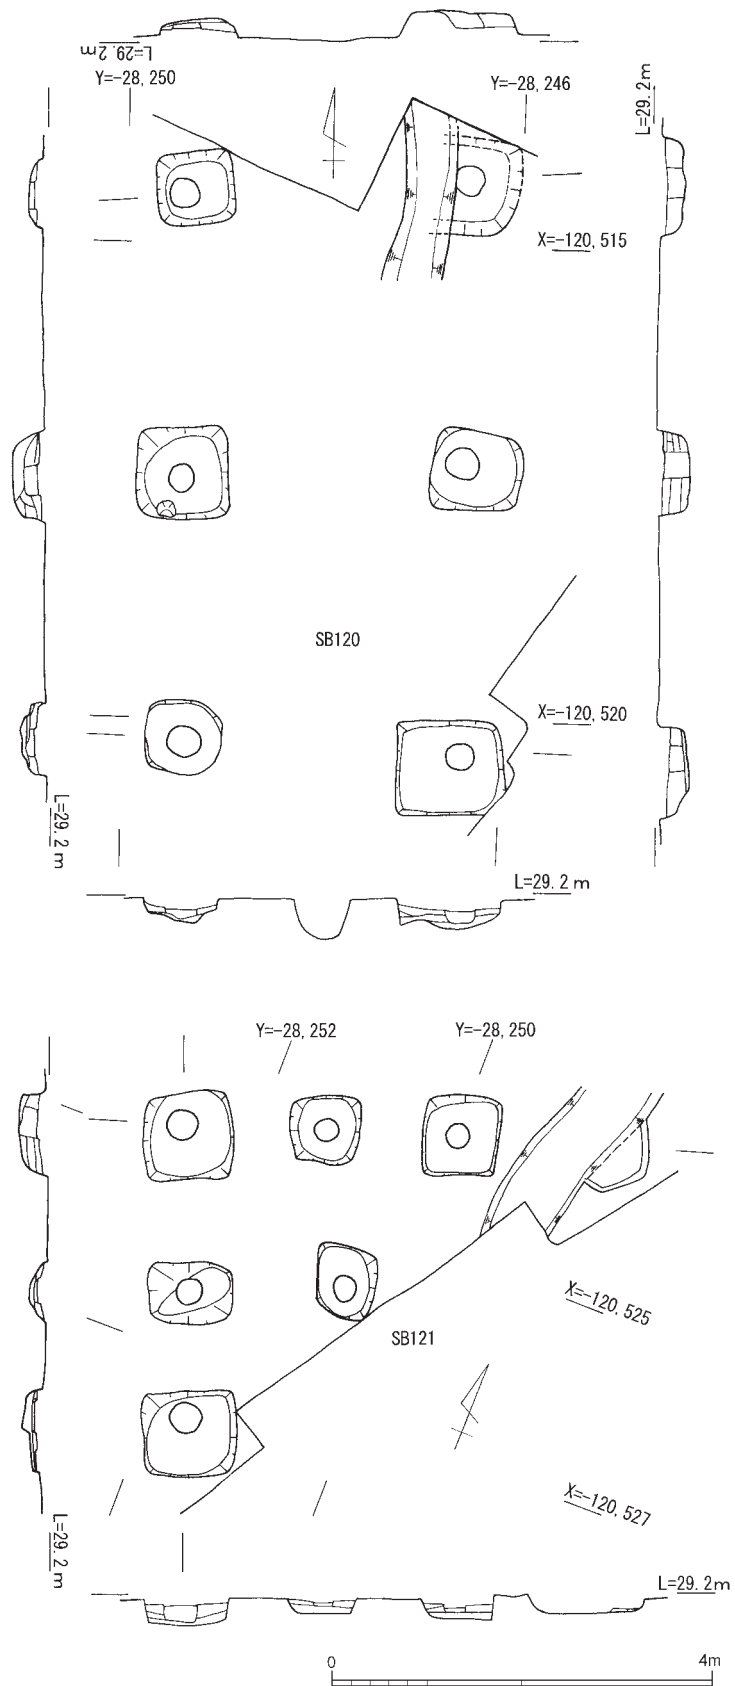 L=29.2m
Y=-28,250
Y=-28,246
L=29.2m
X=-120,515
SB120
X=-120,520
L=29.2m
L=29.2m
Y=-28,252
Y=-28,250
X=-120,525
SB121
X=-120,527
L=29.2m
L=29.2m
0
4m